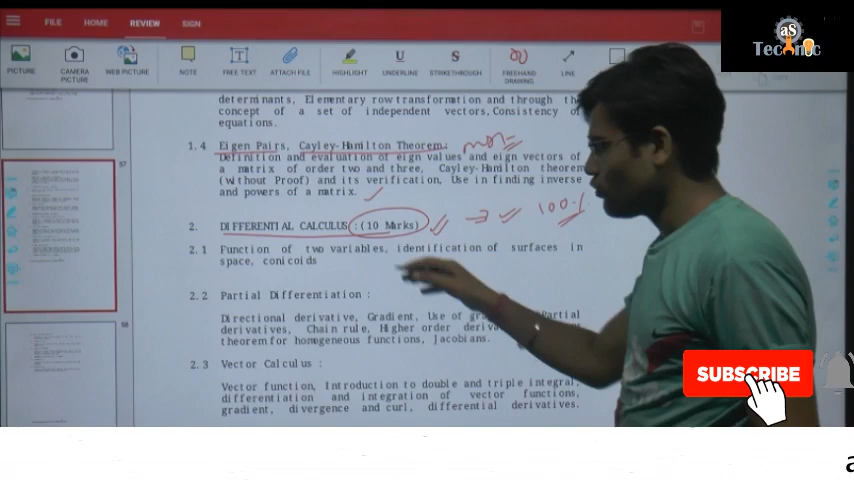 FILE HOME REVIEW SIGN
aS
Teconic
PICTURE CAMERA PICTURE WEB PICTURE NOTE FREE TEXT ATTACH FILE HIGHLIGHT UNDERLINE STRIKETHROUGH FREEHAND DRAWING LINE
determinants, Elementary row transformation and through the
concept of a set of independent vectors, Consistency of
equations.
57
1.4 Eigen Pairs, Cayley-Hamilton Theorem:
Definition and evaluation of eign values and eign vectors of
a matrix of order two and three, Cayley-Hamilton theorem
(without Proof) and its verification, Use in finding inverse
and powers of a matrix.
2. DIFFERENTIAL CALCULUS :(10 Marks) 100%
2.1 Function of two variables, identification of surfaces in
space, conicoids
2.2 Partial Differentiation :
Directional derivative, Gradient, Use of Partial
derivatives, Chain rule, Higher order
theorem for homogeneous functions, Jacobians.
58
2.3 Vector Calculus :
Vector function, Introduction to double and triple integral,
differentiation and integration of vector functions,
gradient, divergence and curl, differential derivatives.
SUBSCRIBE
a